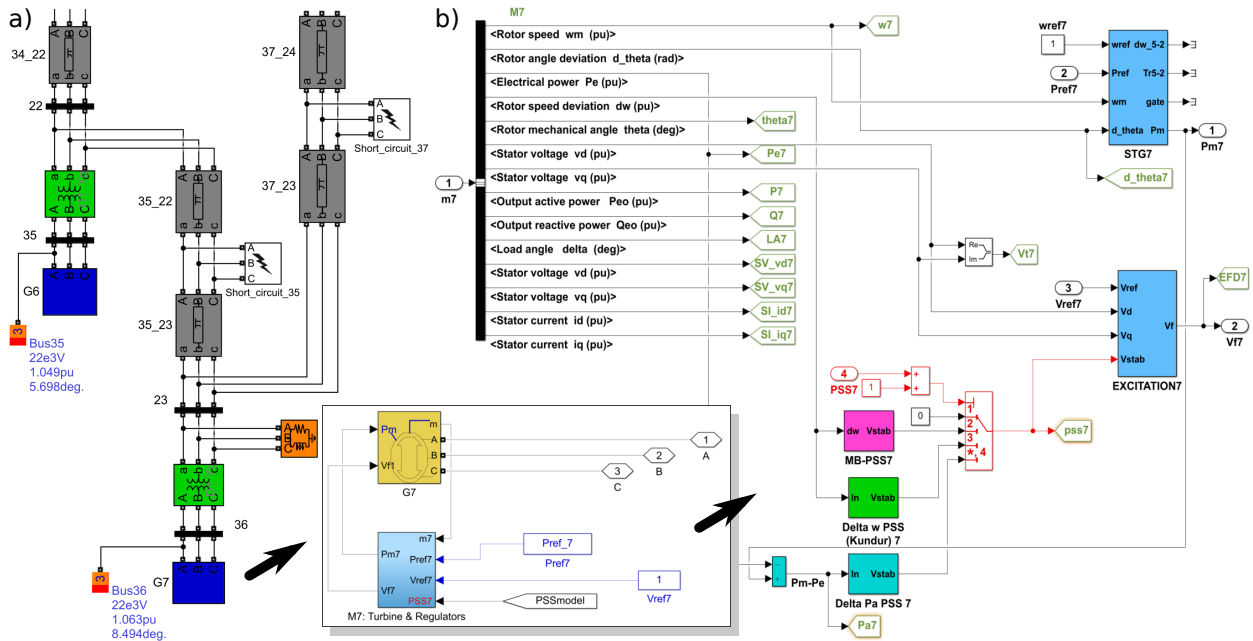 a)
A B C
34_22
π
a b c
22
A B C
a b c
A B C
35
G6
3
Bus35
22e3V
1.049pu
5.698deg.
A B C
35_22
π
a b c
A
B
C
Short_circuit_35
A B C
35_23
π
a b c
23
A
B
C
a b c
A B C
36
A B C
G7
3
Bus36
22e3V
1.063pu
8.494deg.
A B C
37_24
π
a b c
A
B
C
Short_circuit_37
A B C
37_23
π
a b c
Pm
m
A
B
C
Vf1
G7
1
A
2
B
3
C
m7
Pm7
Pref7
Vref7
Vf7
PSS7
M7: Turbine & Regulators
Pref_7
Pref7
1
Vref7
PSSmodel
b)
M7
1
m7
<Rotor speed wm (pu)>
<Rotor angle deviation d_theta (rad)>
<Electrical power Pe (pu)>
<Rotor speed deviation dw (pu)>
<Rotor mechanical angle theta (deg)>
<Stator voltage vd (pu)>
<Stator voltage vq (pu)>
<Output active power Peo (pu)>
<Output reactive power Qeo (pu)>
<Load angle delta (deg)>
<Stator voltage vd (pu)>
<Stator voltage vq (pu)>
<Stator current id (pu)>
<Stator current iq (pu)>
w7
theta7
Pe7
P7
Q7
LA7
SV_vd7
SV_vq7
SI_id7
SI_iq7
wref7
1
2
Pref7
wref dw_5-2
Pref Tr5-2
wm gate
d_theta Pm
STG7
1
Pm7
d_theta7
Re
Im
Vt7
3
Vref7
Vref
Vd
Vq
Vf
Vstab
EXCITATION7
EFD7
2
Vf7
4
PSS7
1
+
+
0
1
2
3
* 4
pss7
dw Vstab
MB-PSS7
In Vstab
Delta w PSS
(Kundur) 7
−
+
Pm-Pe
In Vstab
Delta Pa PSS 7
Pa7